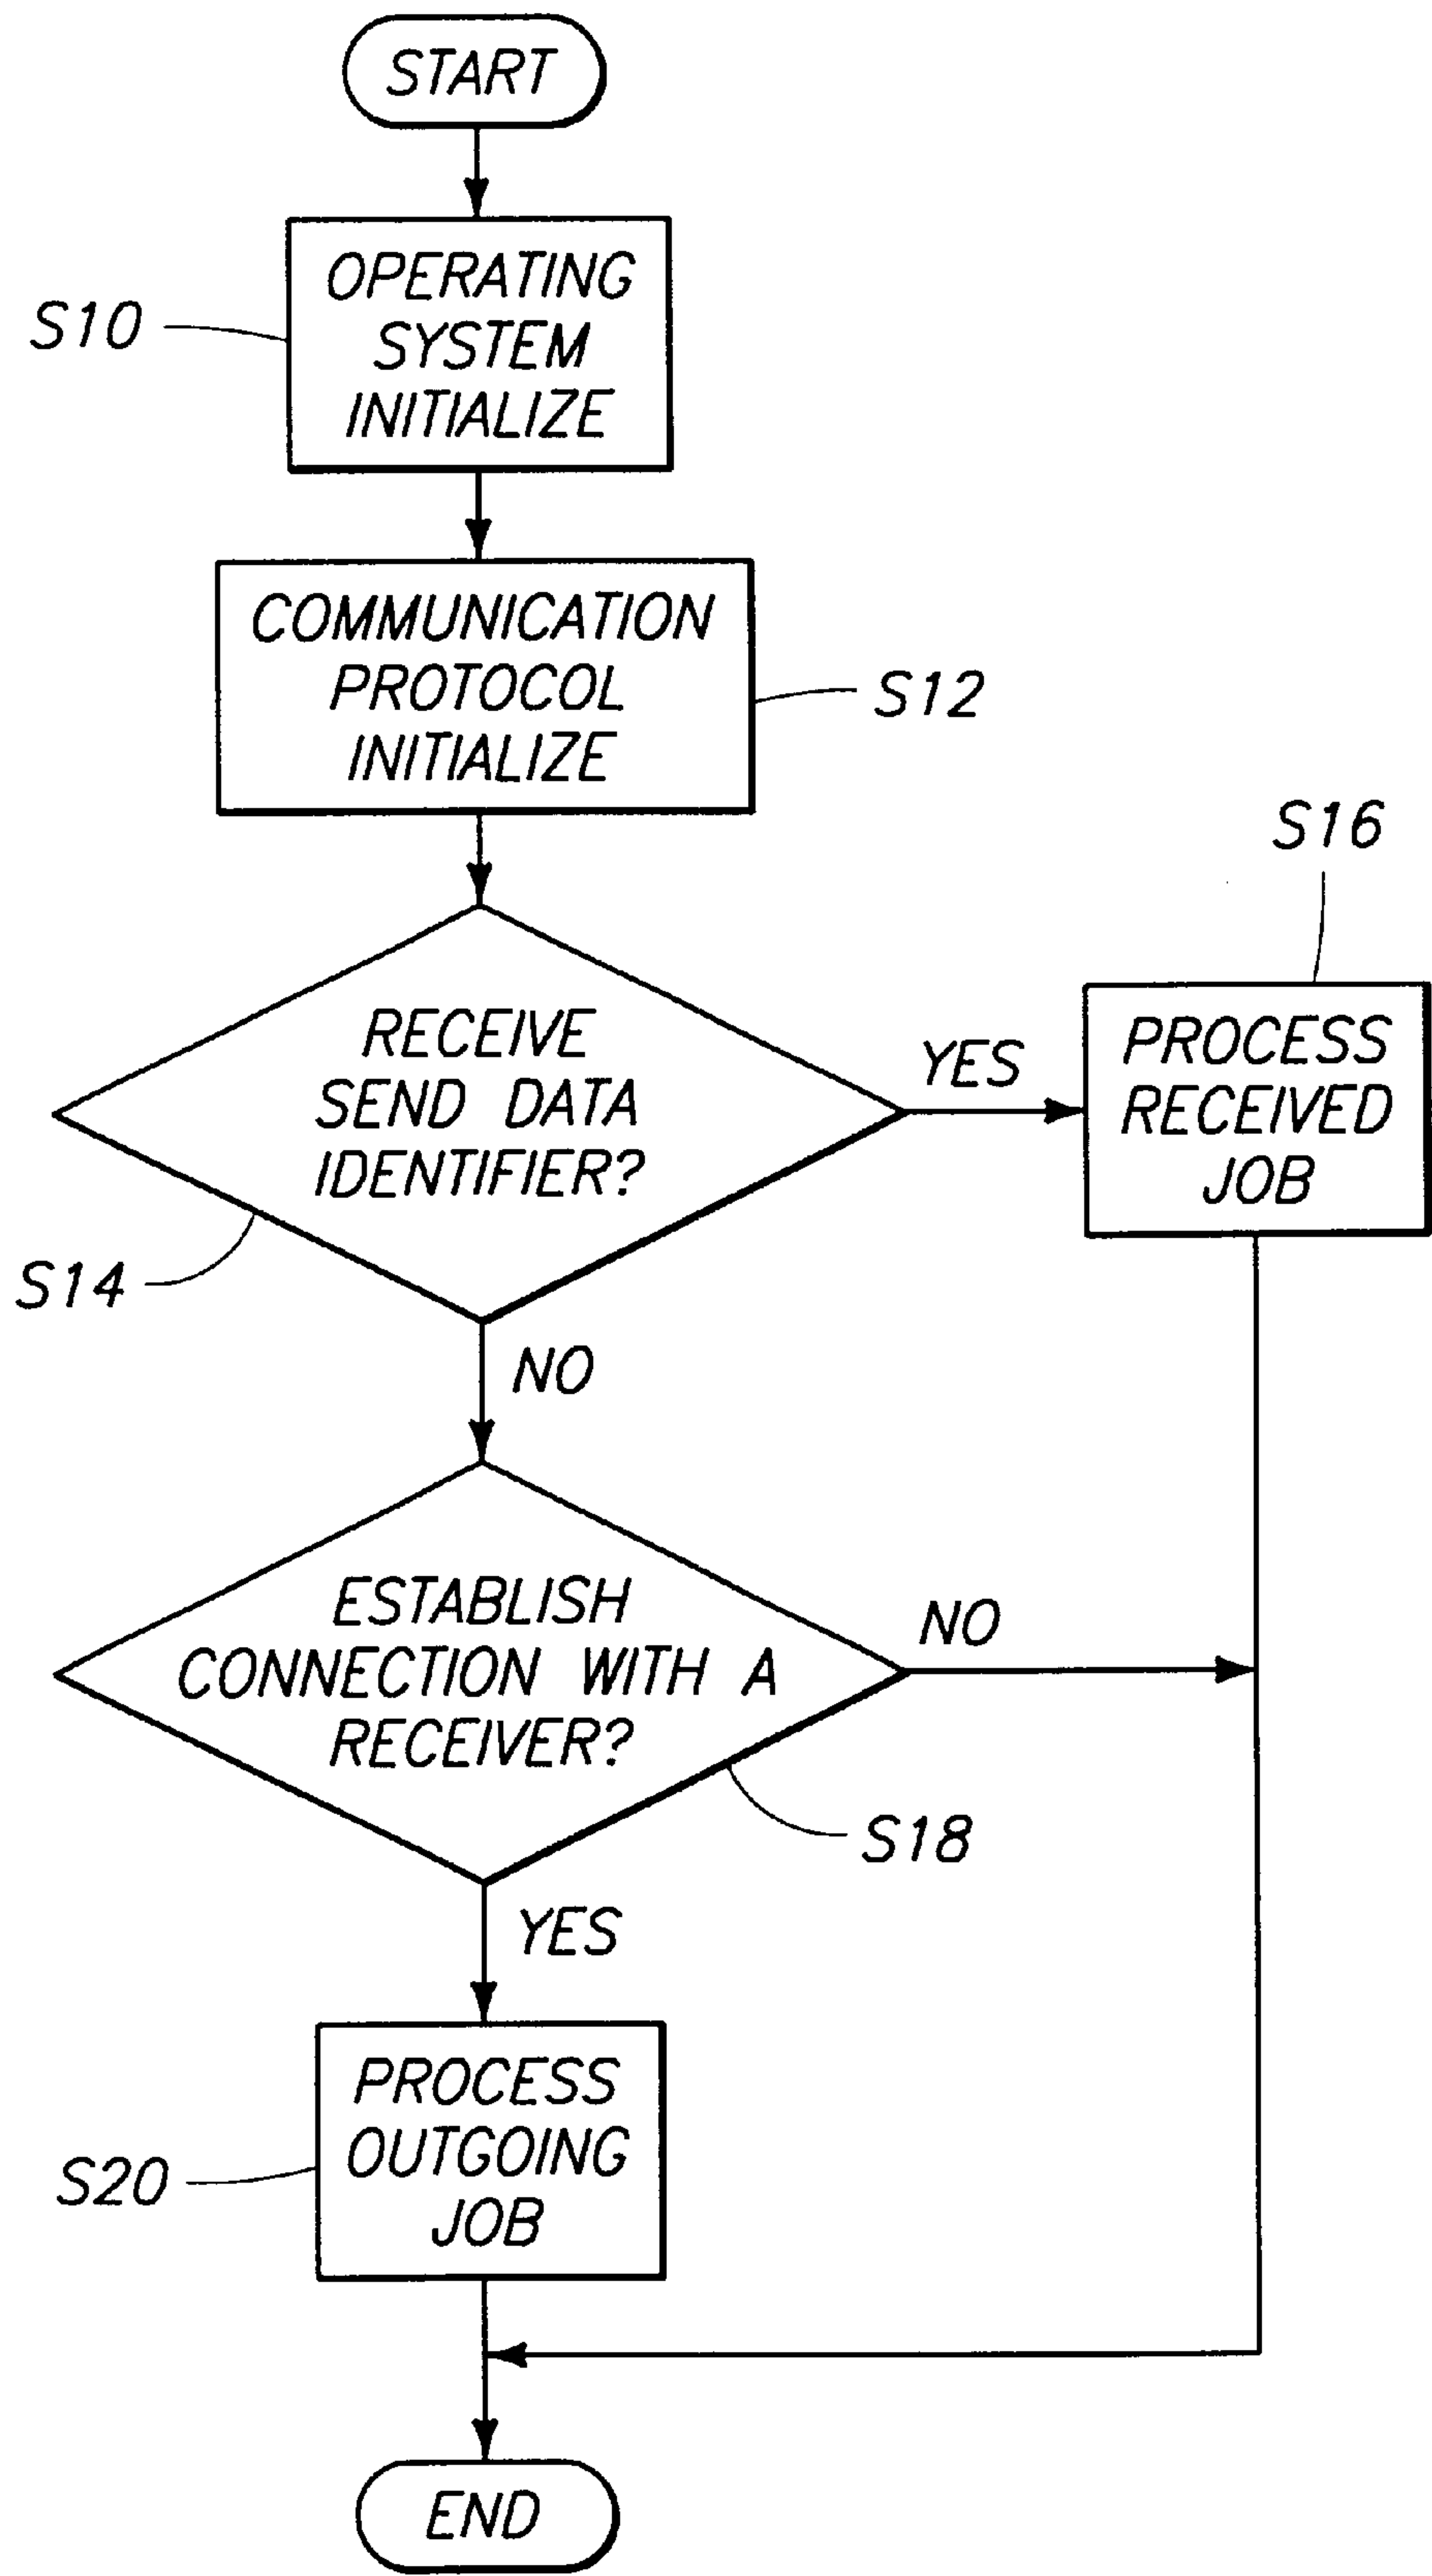 START
OPERATING
SYSTEM
INITIALIZE
S10
COMMUNICATION
PROTOCOL
INITIALIZE
S12
RECEIVE
SEND DATA
IDENTIFIER?
S14
YES
S16
PROCESS
RECEIVED
JOB
NO
ESTABLISH
CONNECTION WITH A
RECEIVER?
NO
S18
YES
PROCESS
OUTGOING
JOB
S20
END